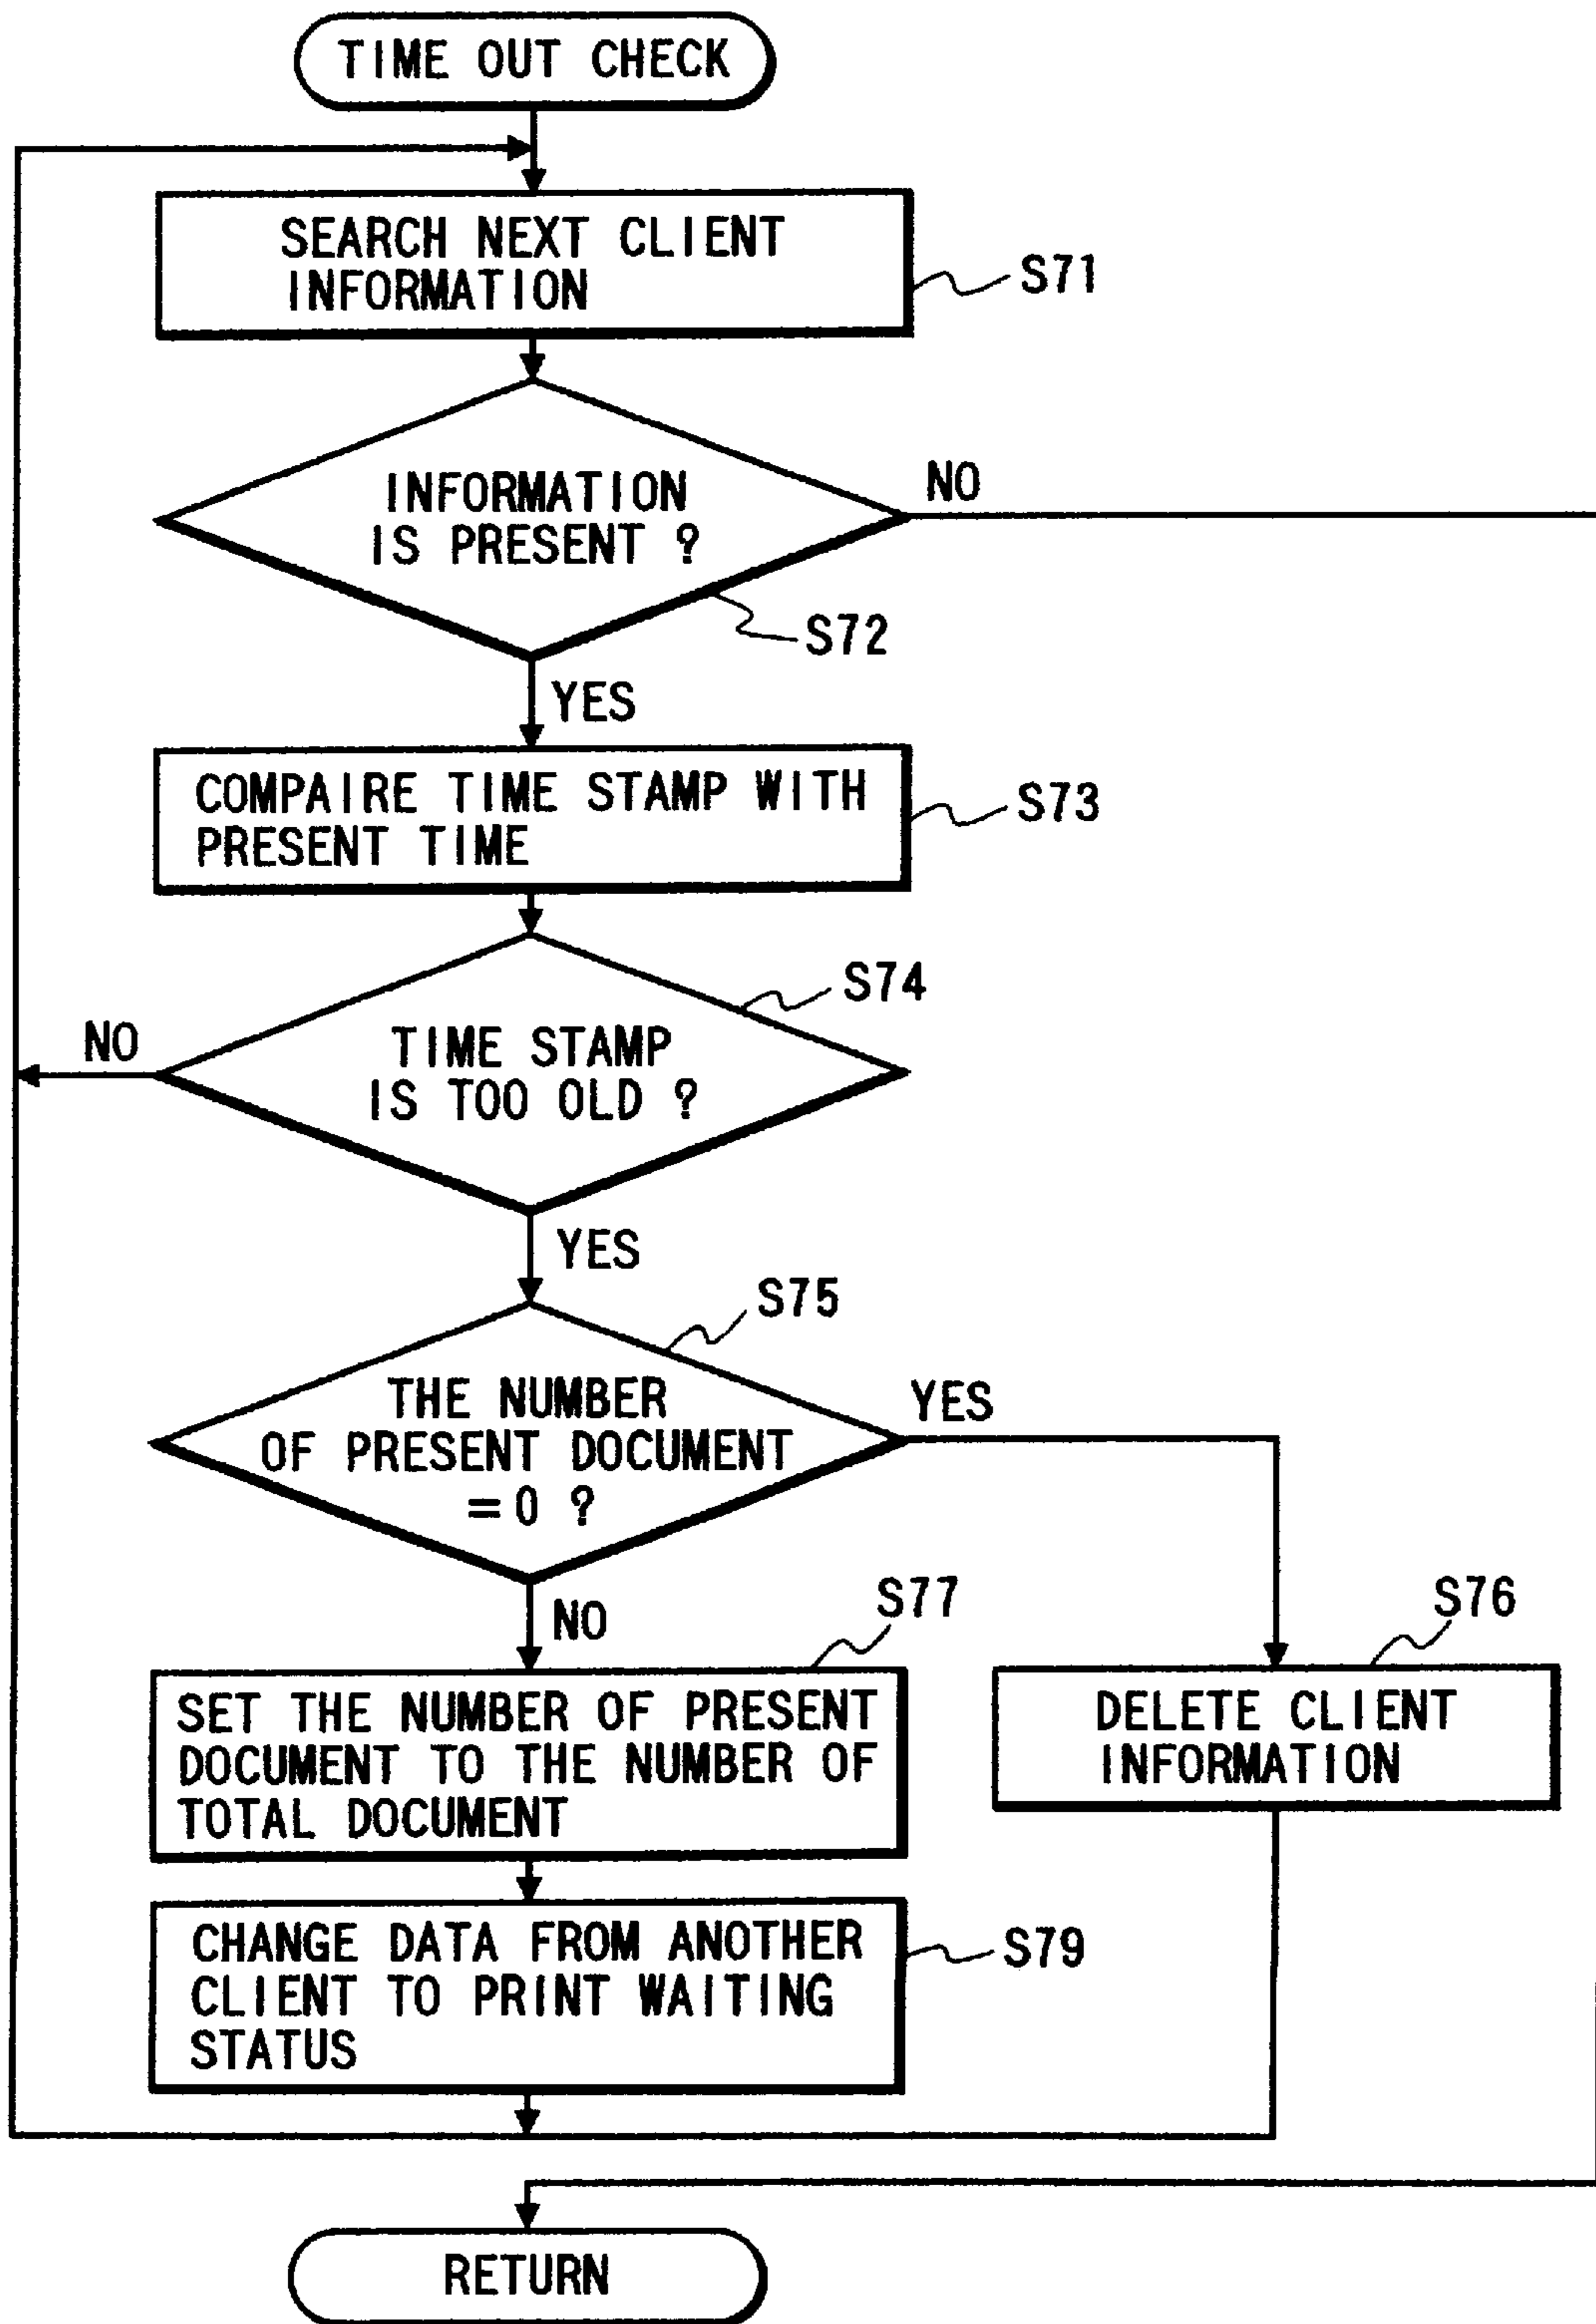 TIME OUT CHECK
SEARCH NEXT CLIENT
INFORMATION
S71
INFORMATION
IS PRESENT ?
NO
S72
YES
COMPAIRE TIME STAMP WITH
PRESENT TIME
S73
S74
TIME STAMP
IS TOO OLD ?
NO
YES
S75
THE NUMBER
OF PRESENT DOCUMENT
=0 ?
YES
NO
S77
S76
SET THE NUMBER OF PRESENT
DOCUMENT TO THE NUMBER OF
TOTAL DOCUMENT
DELETE CLIENT
INFORMATION
CHANGE DATA FROM ANOTHER
CLIENT TO PRINT WAITING
STATUS
S79
RETURN